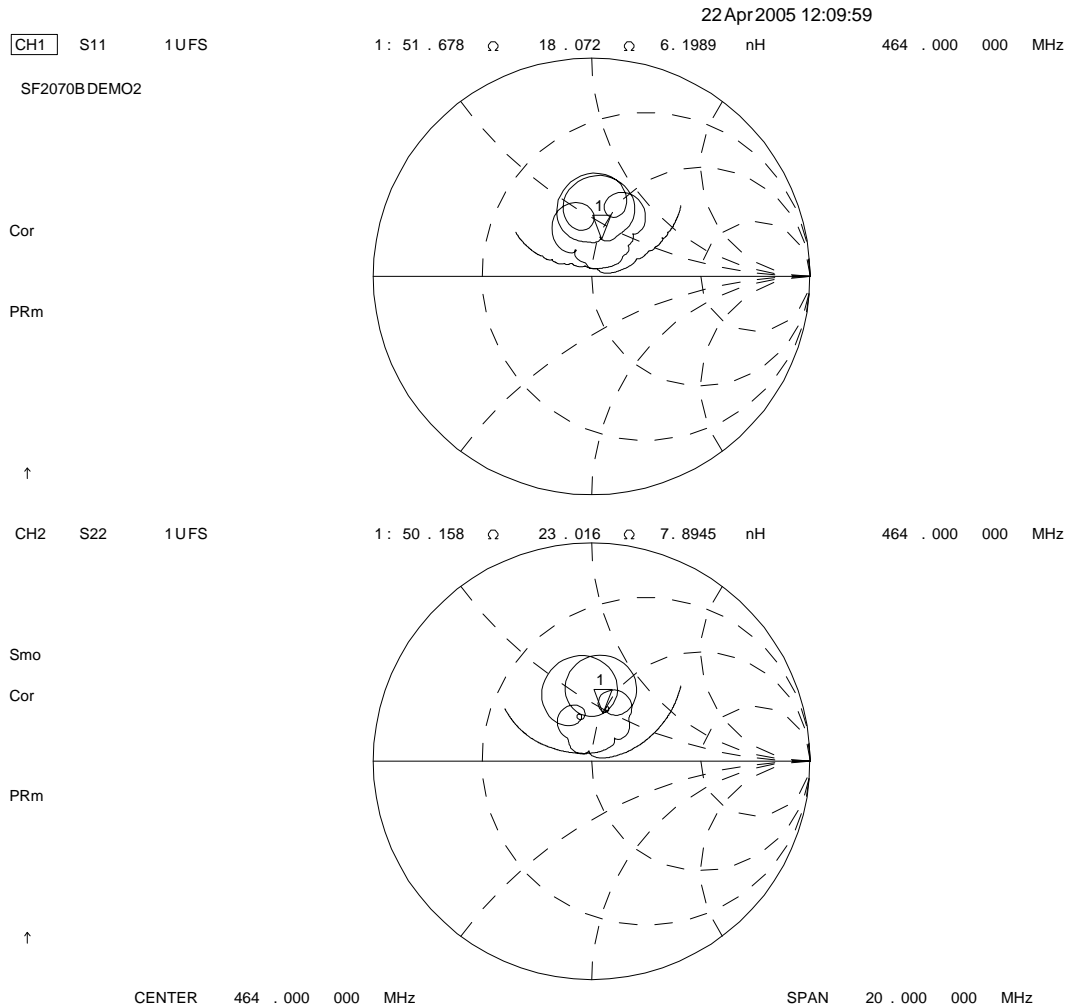 22 Apr 2005 12:09:59
CH1 S11 1 U FS 1: 51.678 Ω 18.072 Ω 6.1989 nH 464.000 000 MHz
SF2070B DEMO2
1
Cor
PRm
↑
CH2 S22 1 U FS 1: 50.158 Ω 23.016 Ω 7.8945 nH 464.000 000 MHz
Smo
1
Cor
PRm
↑
CENTER 464.000 000 MHz SPAN 20.000 000 MHz